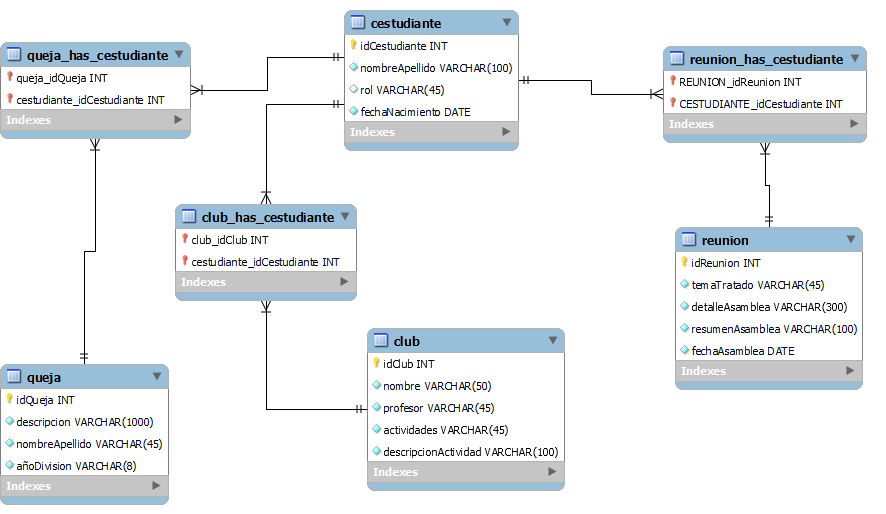 cestudiante
idCestudiante INT
nombreApellido VARCHAR(100)
rol VARCHAR(45)
fechaNacimiento DATE
Indexes
queja_has_cestudiante
queja_idQueja INT
cestudiante_idCestudiante INT
Indexes
reunion_has_cestudiante
REUNION_idReunion INT
CESTUDIANTE_idCestudiante INT
Indexes
club_has_cestudiante
club_idClub INT
cestudiante_idCestudiante INT
Indexes
reunion
idReunion INT
temaTratado VARCHAR(45)
detalleAsamblea VARCHAR(300)
resumenAsamblea VARCHAR(100)
fechaAsamblea DATE
Indexes
club
idClub INT
nombre VARCHAR(50)
profesor VARCHAR(45)
actividades VARCHAR(45)
descripcionActividad VARCHAR(100)
Indexes
queja
idQueja INT
descripcion VARCHAR(1000)
nombreApellido VARCHAR(45)
añoDivision VARCHAR(8)
Indexes